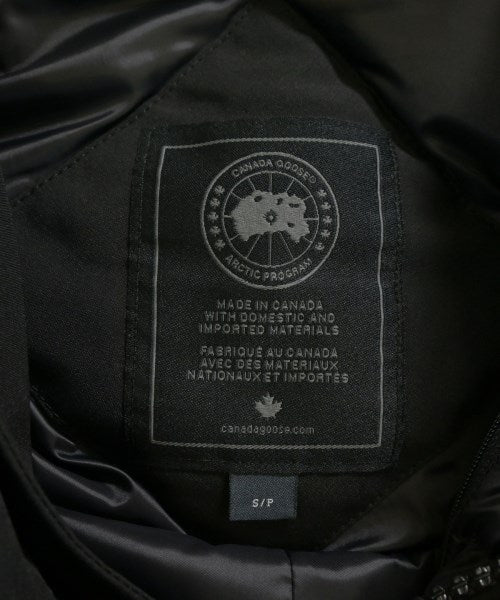 CANADA GOOSE®
ARCTIC PROGRAM
MADE IN CANADA
WITH DOMESTIC AND
IMPORTED MATERIALS
FABRIQUÉ AU CANADA
AVEC DES MATERIAUX
NATIONAUX ET IMPORTÉS
canadagoose.com
S/P